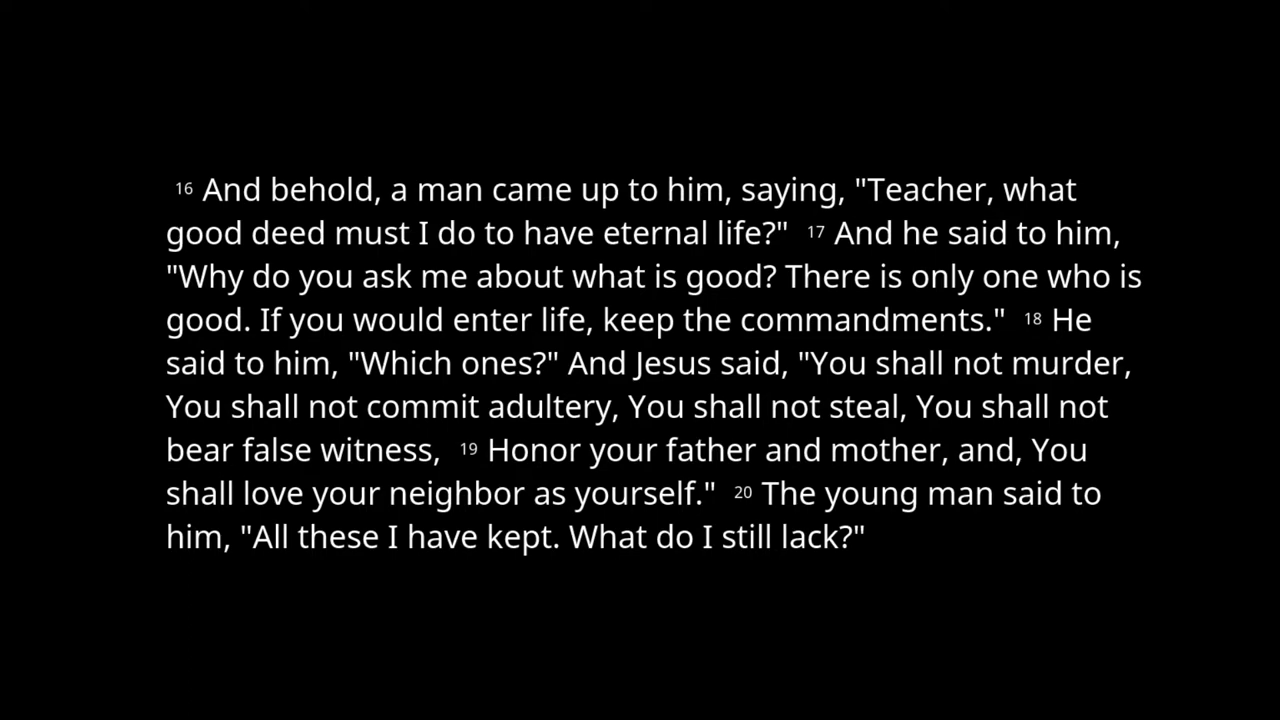 16 And behold, a man came up to him, saying, "Teacher, what
good deed must I do to have eternal life?" 17 And he said to him,
"Why do you ask me about what is good? There is only one who is
good. If you would enter life, keep the commandments." 18 He
said to him, "Which ones?" And Jesus said, "You shall not murder,
You shall not commit adultery, You shall not steal, You shall not
bear false witness, 19 Honor your father and mother, and, You
shall love your neighbor as yourself." 20 The young man said to
him, "All these I have kept. What do I still lack?"